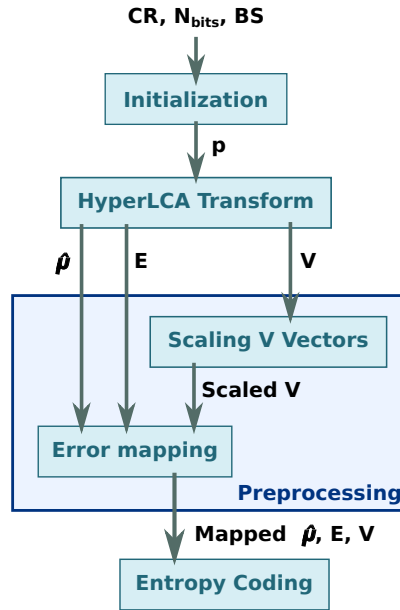 CR, Nbits, BS
Initialization
p
HyperLCA Transform
μ̂ E V
Scaling V Vectors
Scaled V
Error mapping
Preprocessing
Mapped μ̂, E, V
Entropy Coding